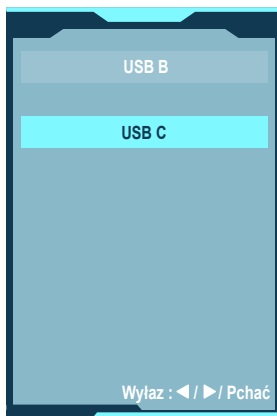 USB B
USB C
Wyłaz : ◀ / ▶ / Pchać